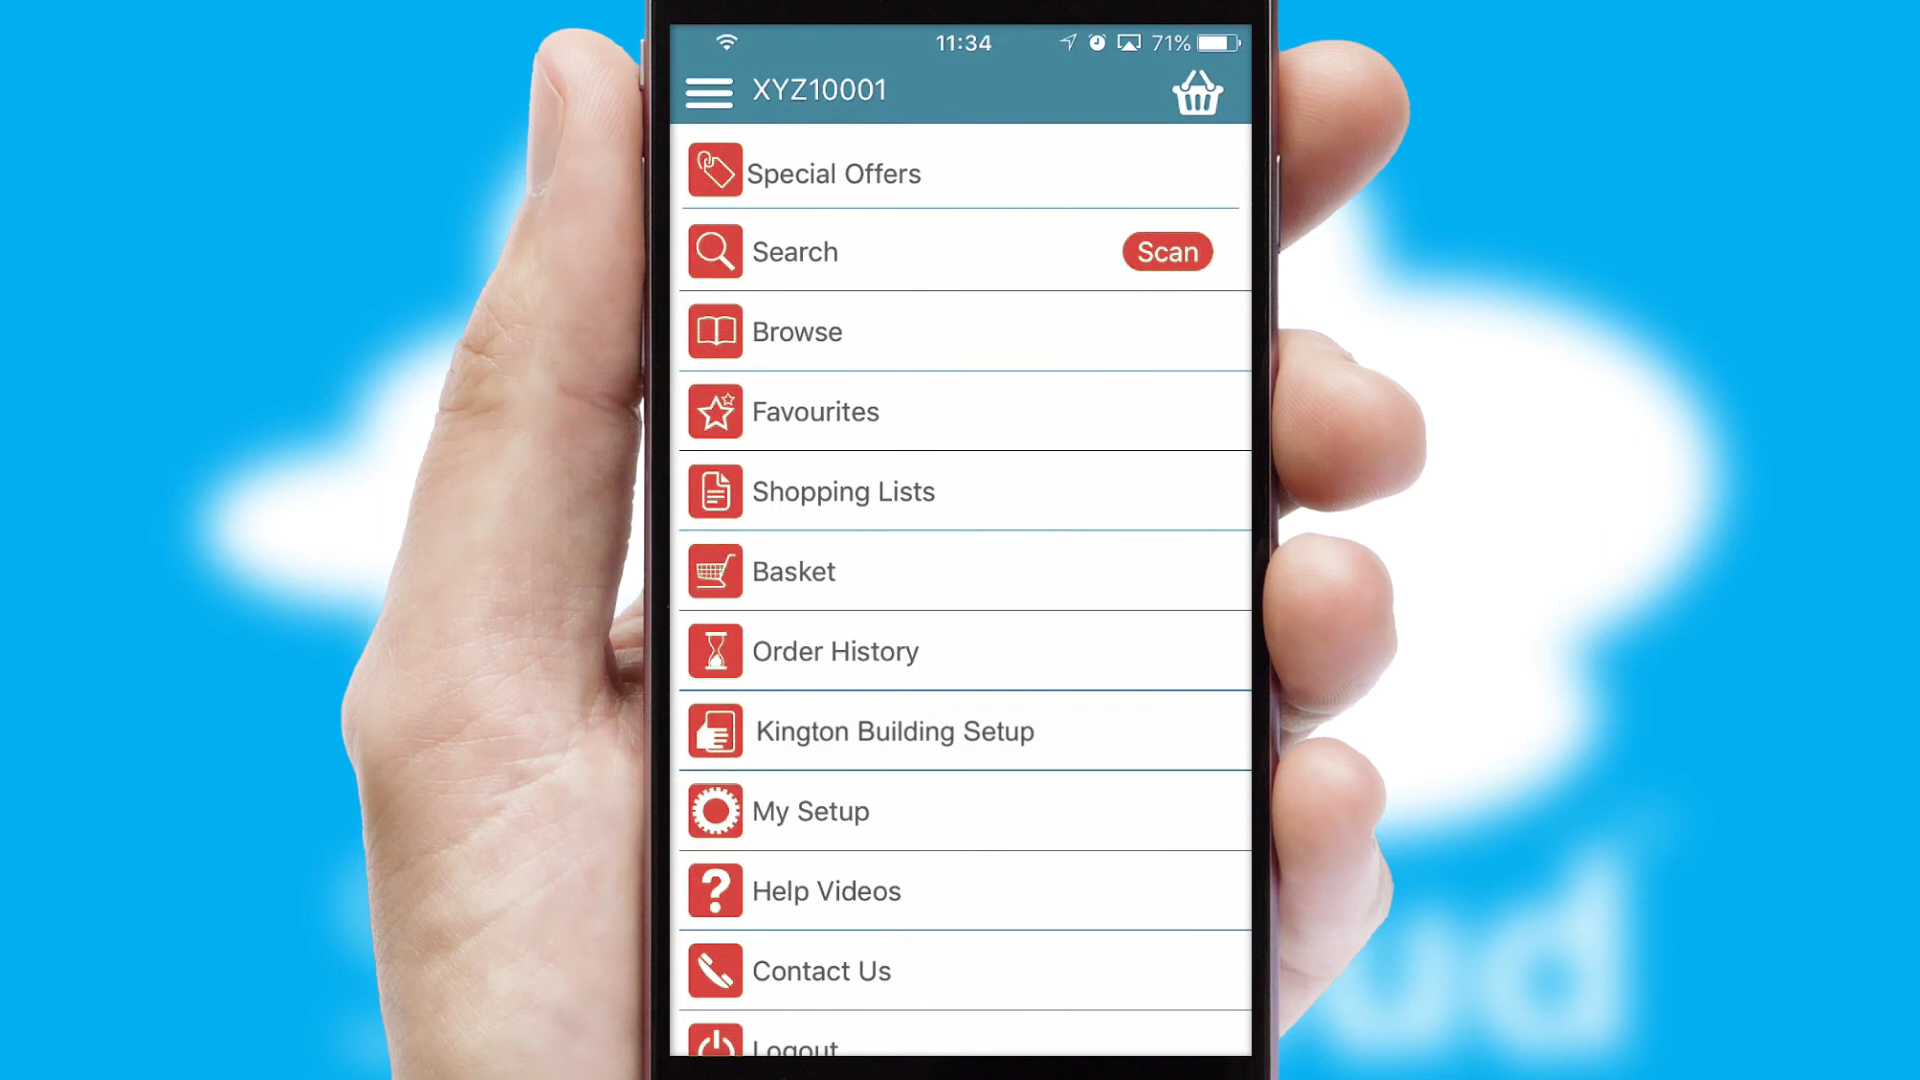 11:34 71%
XYZ10001
Special Offers
Search Scan
Browse
Favourites
Shopping Lists
Basket
Order History
Kington Building Setup
My Setup
Help Videos
Contact Us
Logout
ud